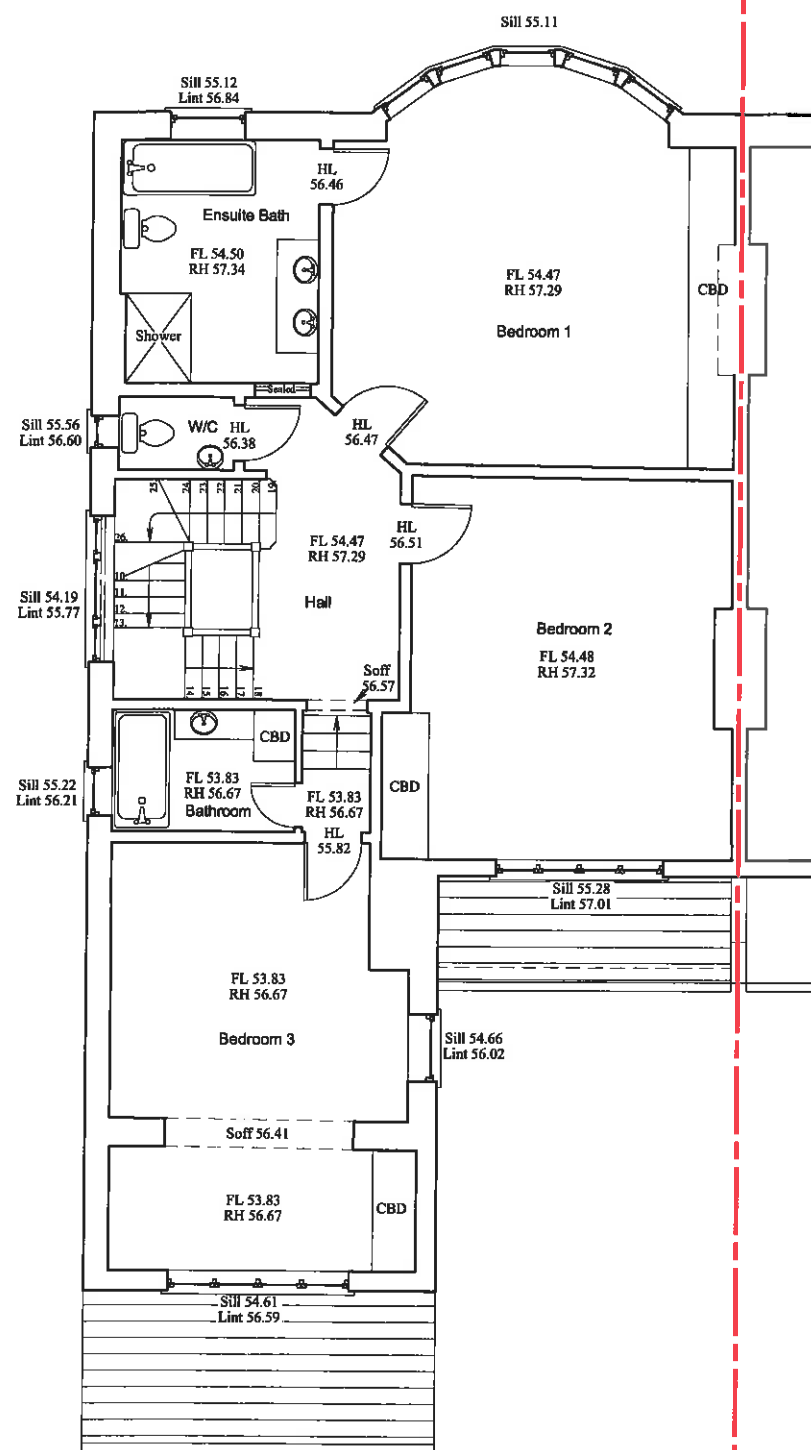 Sill 55.11
Sill 55.12
Lint 56.84
HL
56.46
Ensuite Bath
FL 54.50
RH 57.34
FL 54.47
RH 57.29
Bedroom 1
CBD
Shower
Sealed
Sill 55.56
Lint 56.60
W/C
HL
56.38
HL
56.47
25
24
23
22
21
20
19
26
HL
56.51
FL 54.47
RH 57.29
Hall
10
11
12
13
Sill 54.19
Lint 55.77
Bedroom 2
FL 54.48
RH 57.32
Soff
56.57
14
15
16
17
18
CBD
FL 53.83
RH 56.67
Bathroom
Sill 55.22
Lint 56.21
FL 53.83
RH 56.67
CBD
HL
55.82
Sill 55.28
Lint 57.01
FL 53.83
RH 56.67
Bedroom 3
Sill 54.66
Lint 56.02
Soff 56.41
FL 53.83
RH 56.67
CBD
Sill 54.61
Lint 56.59